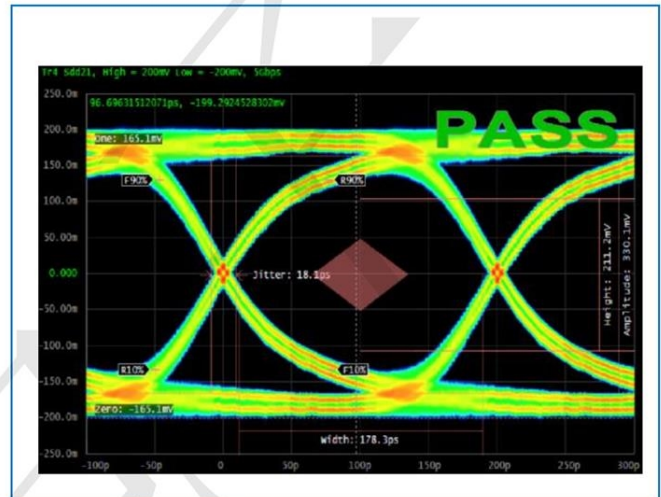 Tr4 Sdd21, High = 200mV Low = -200mV, 5Gbps
250.0m
96.69631512071ps, -199.2924528302mv
PASS
200.0m
One: 165.1mV
150.0m
F90%
R90%
100.0m
50.00m
0.000
Jitter: 18.1ps
Height: 211.2mV
Amplitude: 330.1mV
-50.00m
-100.0m
R10%
F10%
-150.0m
Zero: -165.1mV
-200.0m
Width: 178.3ps
-250.0m
-100p -50p 0 50p 100p 150p 200p 250p 300p